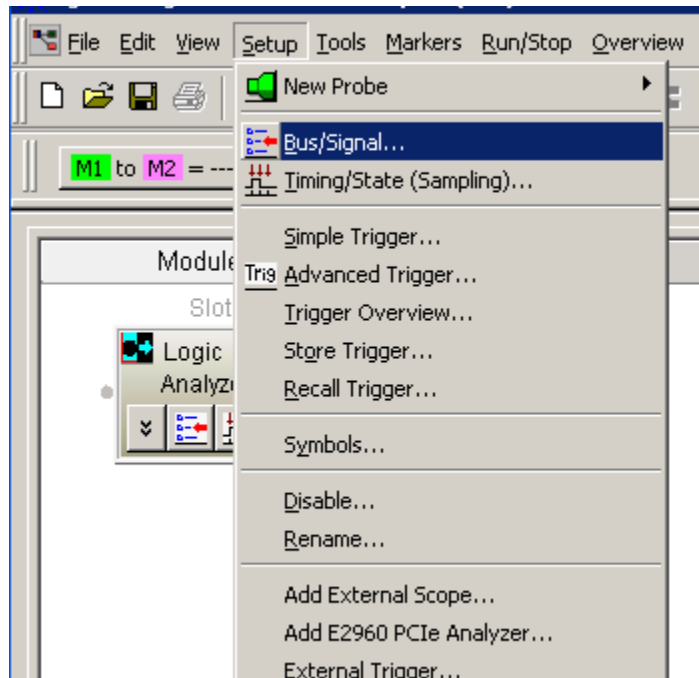 File Edit View Setup Tools Markers Run/Stop Overview
New Probe
M1 to M2 = ---
Bus/Signal...
Timing/State (Sampling)...
Simple Trigger...
Trig Advanced Trigger...
Trigger Overview...
Store Trigger...
Recall Trigger...
Symbols...
Disable...
Rename...
Add External Scope...
Add E2960 PCIe Analyzer...
External Trigger...
Module
Slot
Logic
Analyze